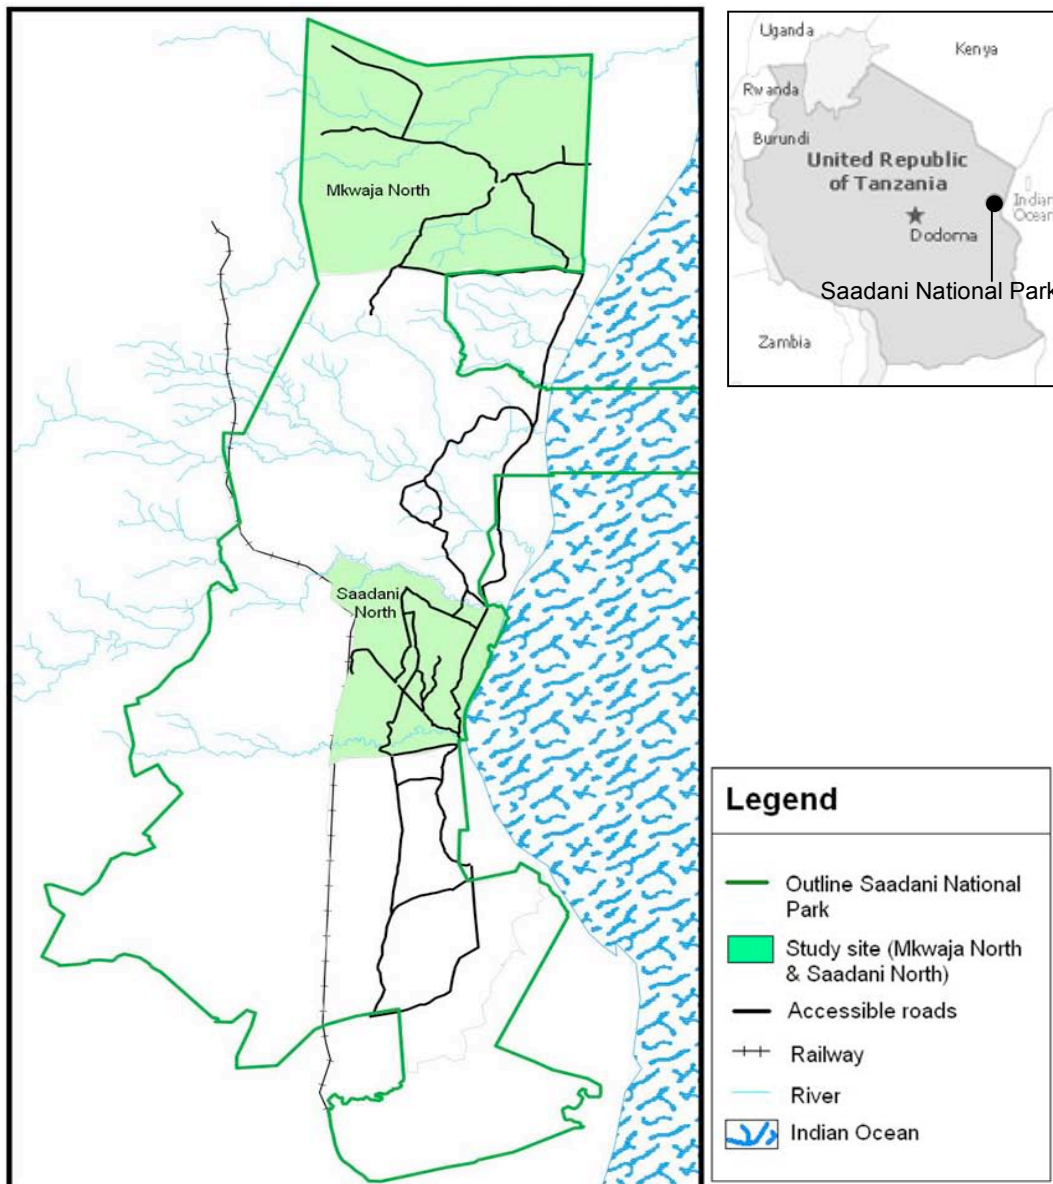 Mkwaja North
Saadani
North
Uganda
Kenya
Rwanda
Burundi
United Republic
of Tanzania
Indian
Ocean
Dodoma
Saadani National Park
Zambia
Legend
Outline Saadani National
Park
Study site (Mkwaja North
& Saadani North)
Accessible roads
Railway
River
Indian Ocean